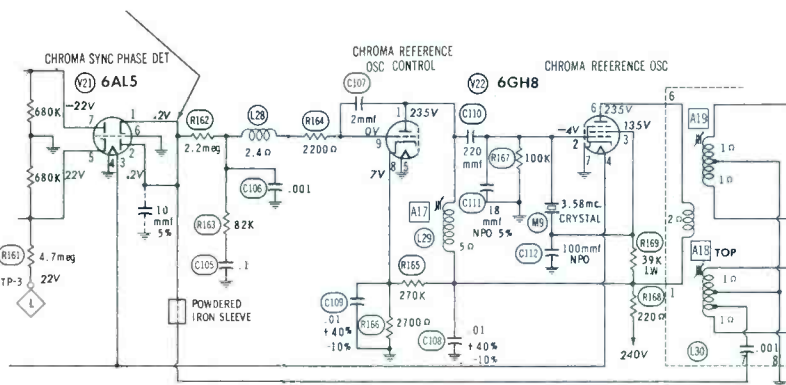 CHROMA SYNC PHASE DET
V21 6AL5
CHROMA REFERENCE
OSC CONTROL
V22 6GH8
CHROMA REFERENCE OSC
680K
-22V
7
1
.2V
6
5
4
3
2
22V
.2V
680K
10
mmf
5%
R161
4.7meg
TP-3
22V
POWDERED
IRON SLEEVE
R162
2.2meg
L28
2.4Ω
R164
2200Ω
C107
2mmf
0V
9
1
235V
8
5
7V
C106
.001
R163
82K
C105
.1
C109
.01
+40%
-10%
R166
2700Ω
R165
270K
A17
L29
5Ω
C108
.01
+40%
-10%
C110
220
mmf
C111
18
mmf
NPO 5%
R167
100K
-4V
2
6
235V
135V
3
7
4
3.58mc.
CRYSTAL
M9
C112
100mmf
NPO
R169
39K
1W
R168
220Ω
240V
6
2Ω
1
A19
1Ω
1Ω
A18 TOP
1Ω
1Ω
L30
.001
7
8